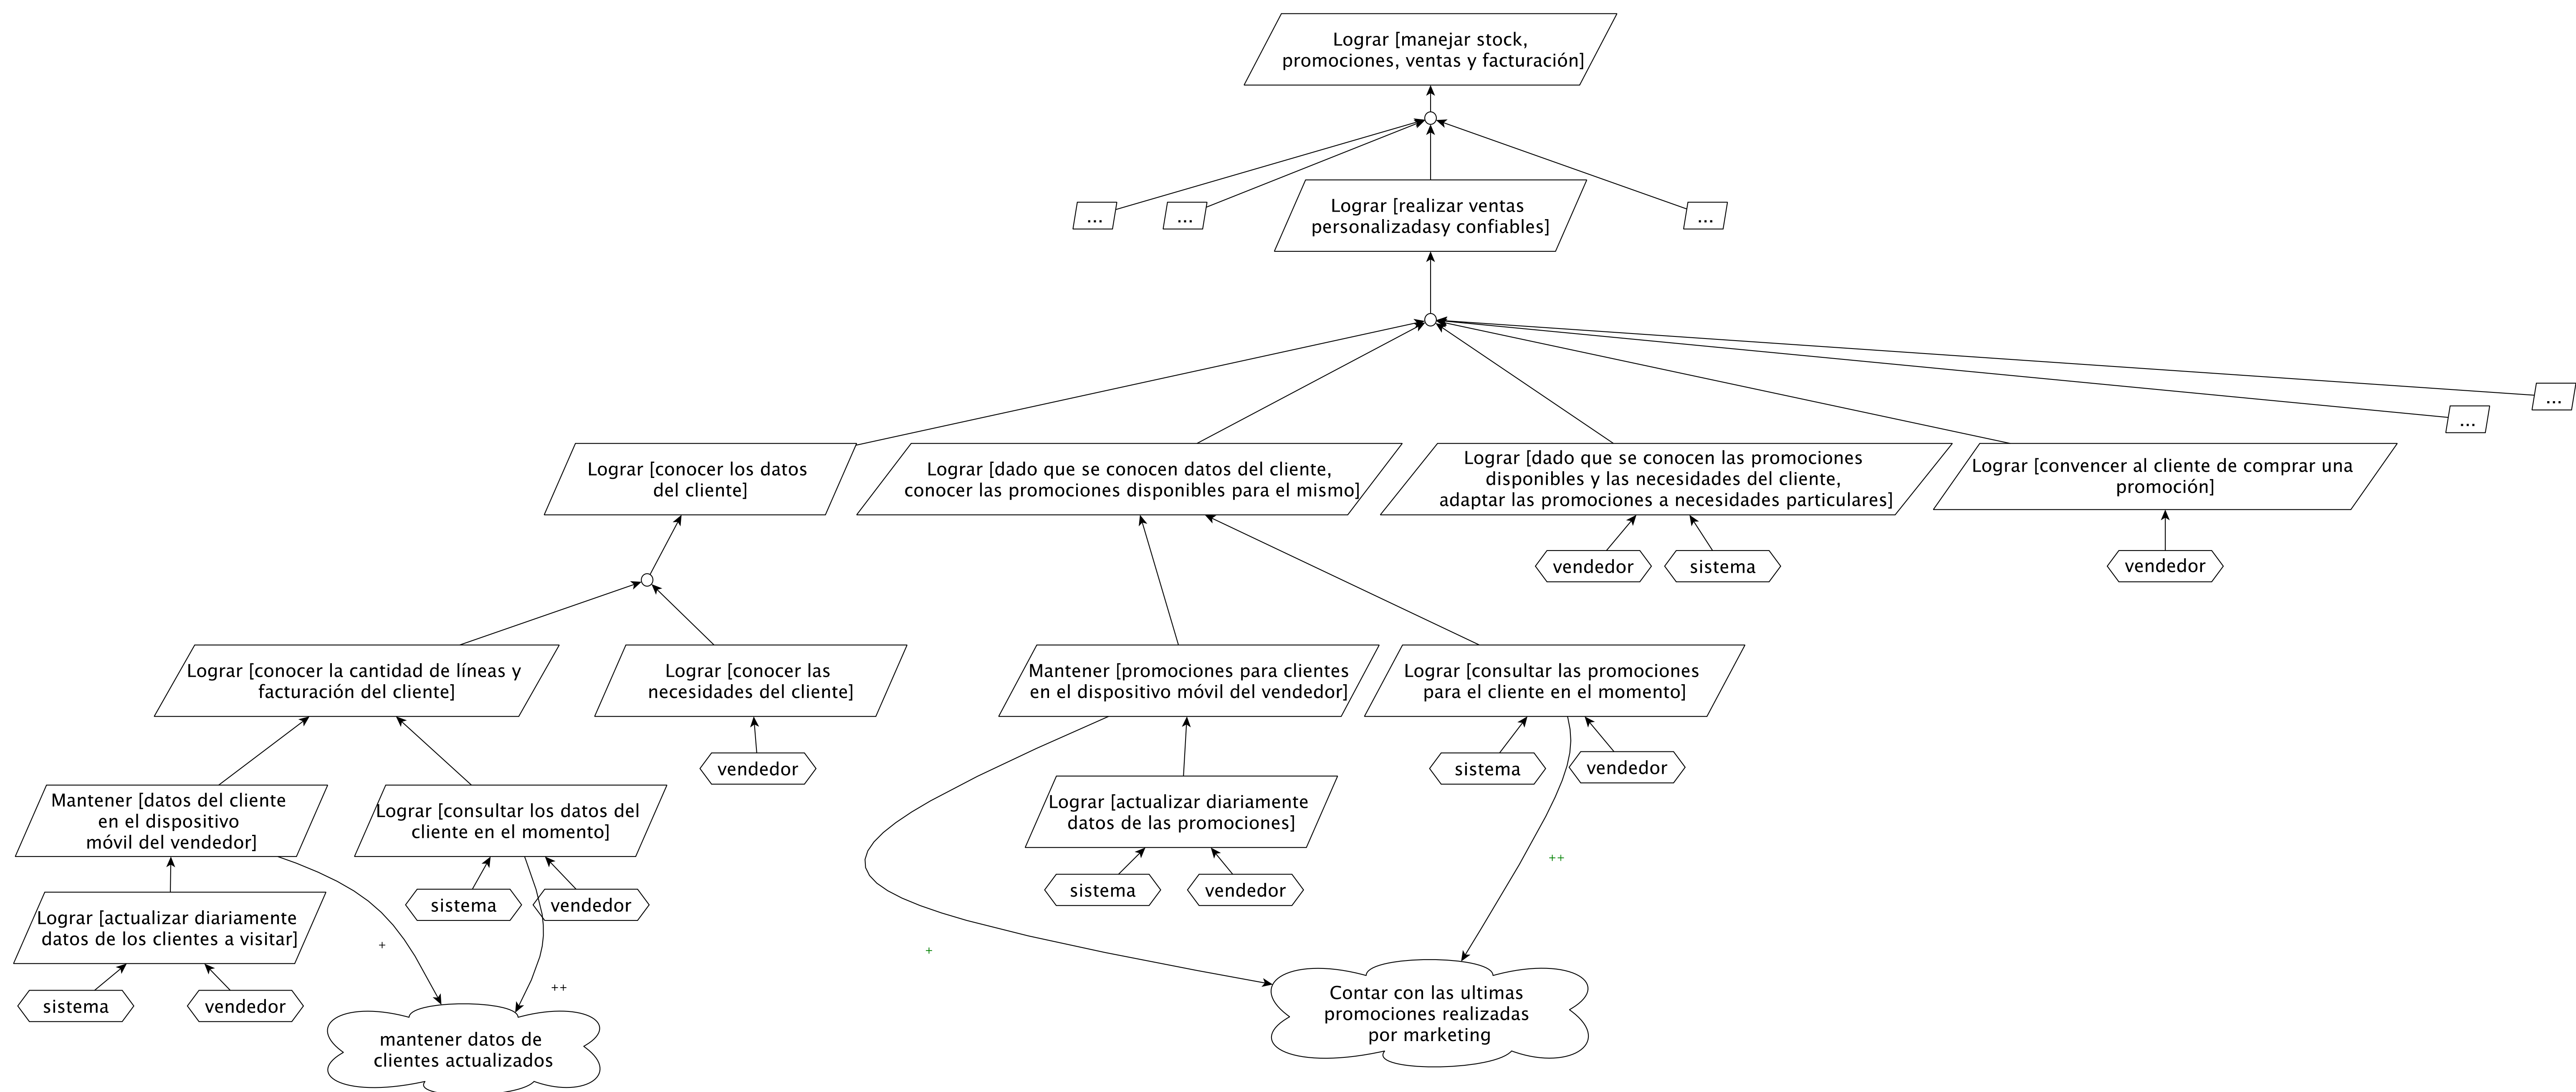 Lograr [manejar stock,
promociones, ventas y facturación]
...
...
Lograr [realizar ventas
personalizadasy confiables]
...
...
...
Lograr [conocer los datos
del cliente]
Lograr [dado que se conocen datos del cliente,
conocer las promociones disponibles para el mismo]
Lograr [dado que se conocen las promociones
disponibles y las necesidades del cliente,
adaptar las promociones a necesidades particulares]
Lograr [convencer al cliente de comprar una
promoción]
vendedor
sistema
vendedor
Lograr [conocer la cantidad de líneas y
facturación del cliente]
Lograr [conocer las
necesidades del cliente]
Mantener [promociones para clientes
en el dispositivo móvil del vendedor]
Lograr [consultar las promociones
para el cliente en el momento]
vendedor
sistema
vendedor
Mantener [datos del cliente
en el dispositivo
móvil del vendedor]
Lograr [consultar los datos del
cliente en el momento]
Lograr [actualizar diariamente
datos de las promociones]
++
sistema
vendedor
sistema
vendedor
Lograr [actualizar diariamente
datos de los clientes a visitar]
+
+
++
sistema
vendedor
Contar con las ultimas
promociones realizadas
por marketing
mantener datos de
clientes actualizados